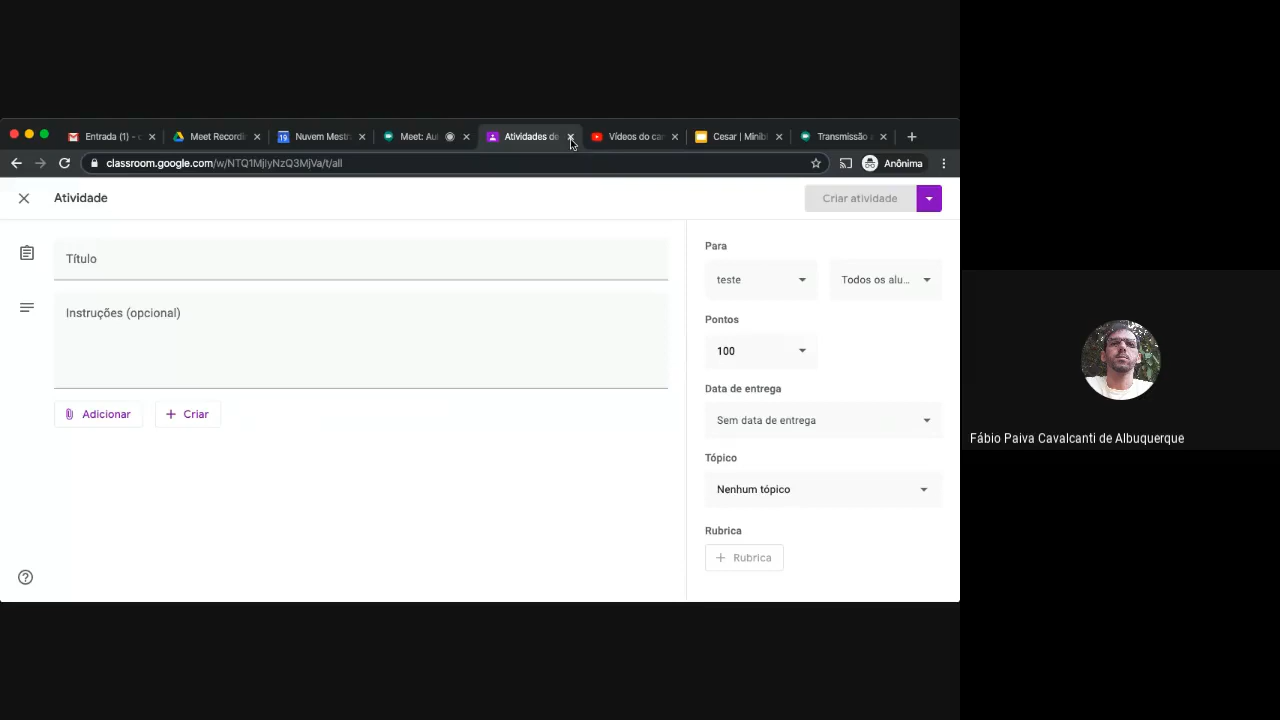 Entrada (1) - c
Meet Recordi
Nuvem Mestr
Meet: Au
Atividades de
Vídeos do ca
Cesar | Minib
Transmissão
classroom.google.com/w/NTQ1MjIyNzQ3MjVa/t/all
Anônima
Atividade
Criar atividade
Título
Instruções (opcional)
Adicionar
Criar
Para
teste
Todos os alu...
Pontos
100
Data de entrega
Sem data de entrega
Tópico
Nenhum tópico
Rubrica
Rubrica
Fábio Paiva Cavalcanti de Albuquerque